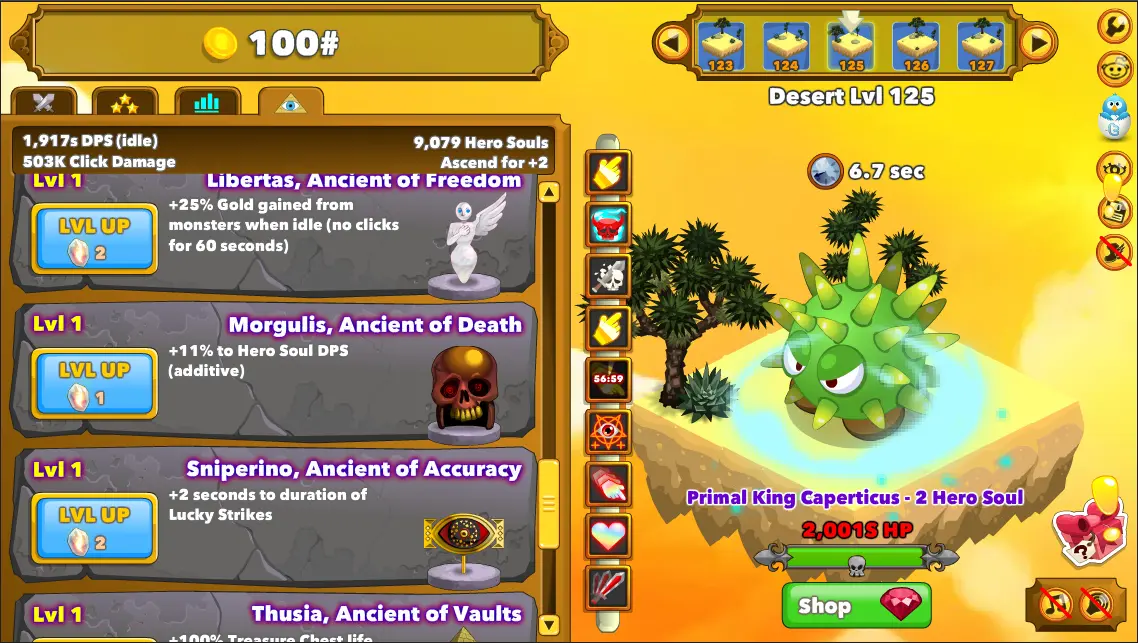 100#
1,917s DPS (idle)
503K Click Damage
9,079 Hero Souls
Ascend for +2
Lvl 1
Libertas, Ancient of Freedom
LVL UP
2
+25% Gold gained from
monsters when idle (no clicks
for 60 seconds)
Lvl 1
Morgulis, Ancient of Death
LVL UP
1
+11% to Hero Soul DPS
(additive)
Lvl 1
Sniperino, Ancient of Accuracy
LVL UP
2
+2 seconds to duration of
Lucky Strikes
Lvl 1
Thusia, Ancient of Vaults
+100% Treasure Chest life
56:59
123
124
125
126
127
Desert Lvl 125
6.7 sec
Primal King Caperticus - 2 Hero Soul
2,001S HP
Shop
?